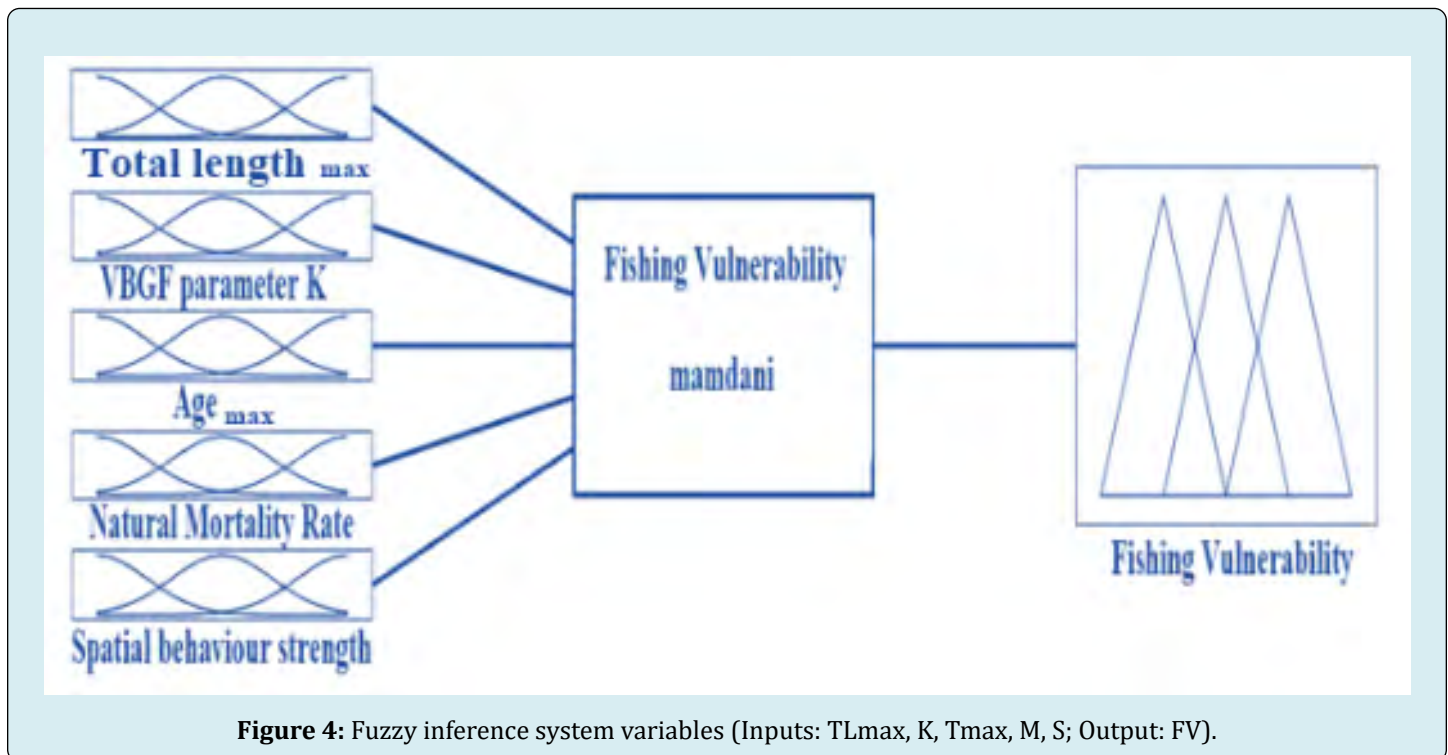 Total length max
VBGF parameter K
Age max
Natural Mortality Rate
Spatial behaviour strength
Fishing Vulnerability
mamdani
Fishing Vulnerability
Figure 4: Fuzzy inference system variables (Inputs: TLmax, K, Tmax, M, S; Output: FV).